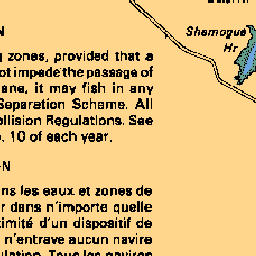 N
zones, provided that a
ot impede the passage of
ane, it may fish in any
Separation Scheme. All
ollision Regulations. See
. 10 of each year.
-N
ns les eaux et zones de
r dans n'importe quelle
timité d'un dispositif de
n'entrave aucun navire
Shemogue
Hr